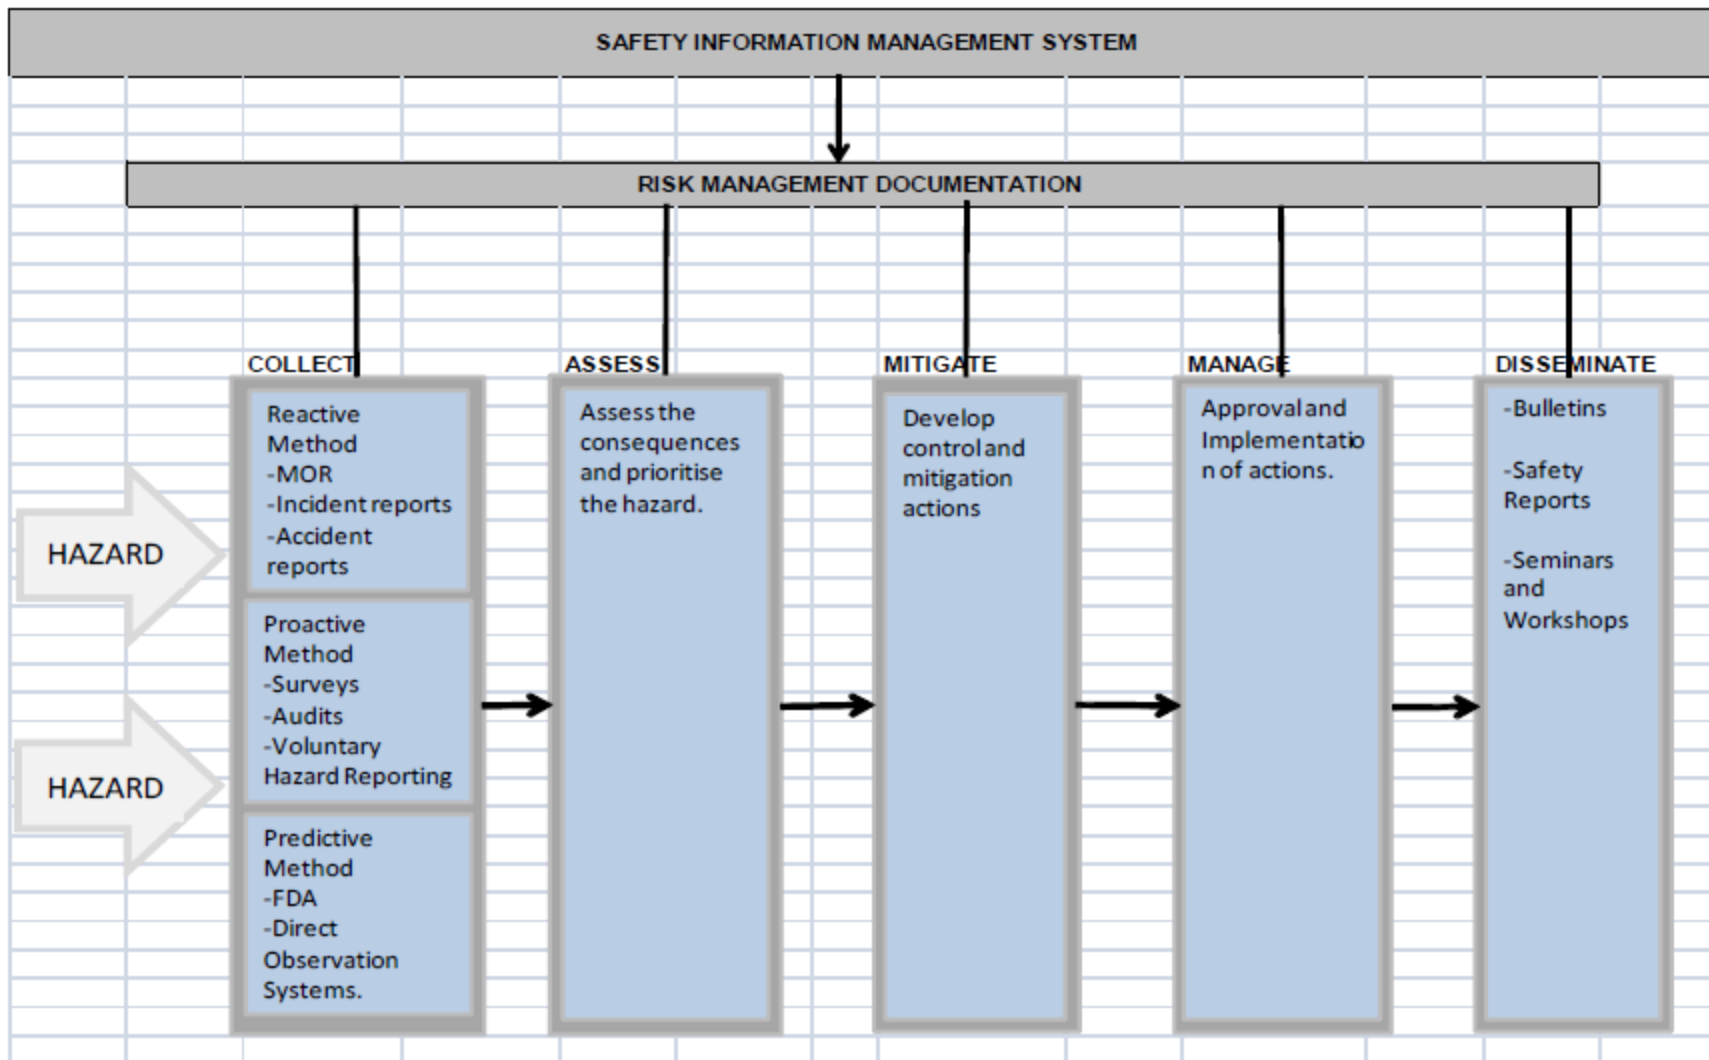 SAFETY INFORMATION MANAGEMENT SYSTEM
RISK MANAGEMENT DOCUMENTATION
COLLECT
Reactive
Method
-MOR
-Incident reports
-Accident
reports
Proactive
Method
-Surveys
-Audits
-Voluntary
Hazard Reporting
Predictive
Method
-FDA
-Direct
Observation
Systems.
ASSESS
Assess the
consequences
and prioritise
the hazard.
MITIGATE
Develop
control and
mitigation
actions
MANAGE
Approval and
Implementatio
n of actions.
DISSEMINATE
-Bulletins
-Safety
Reports
-Seminars
and
Workshops
HAZARD
HAZARD